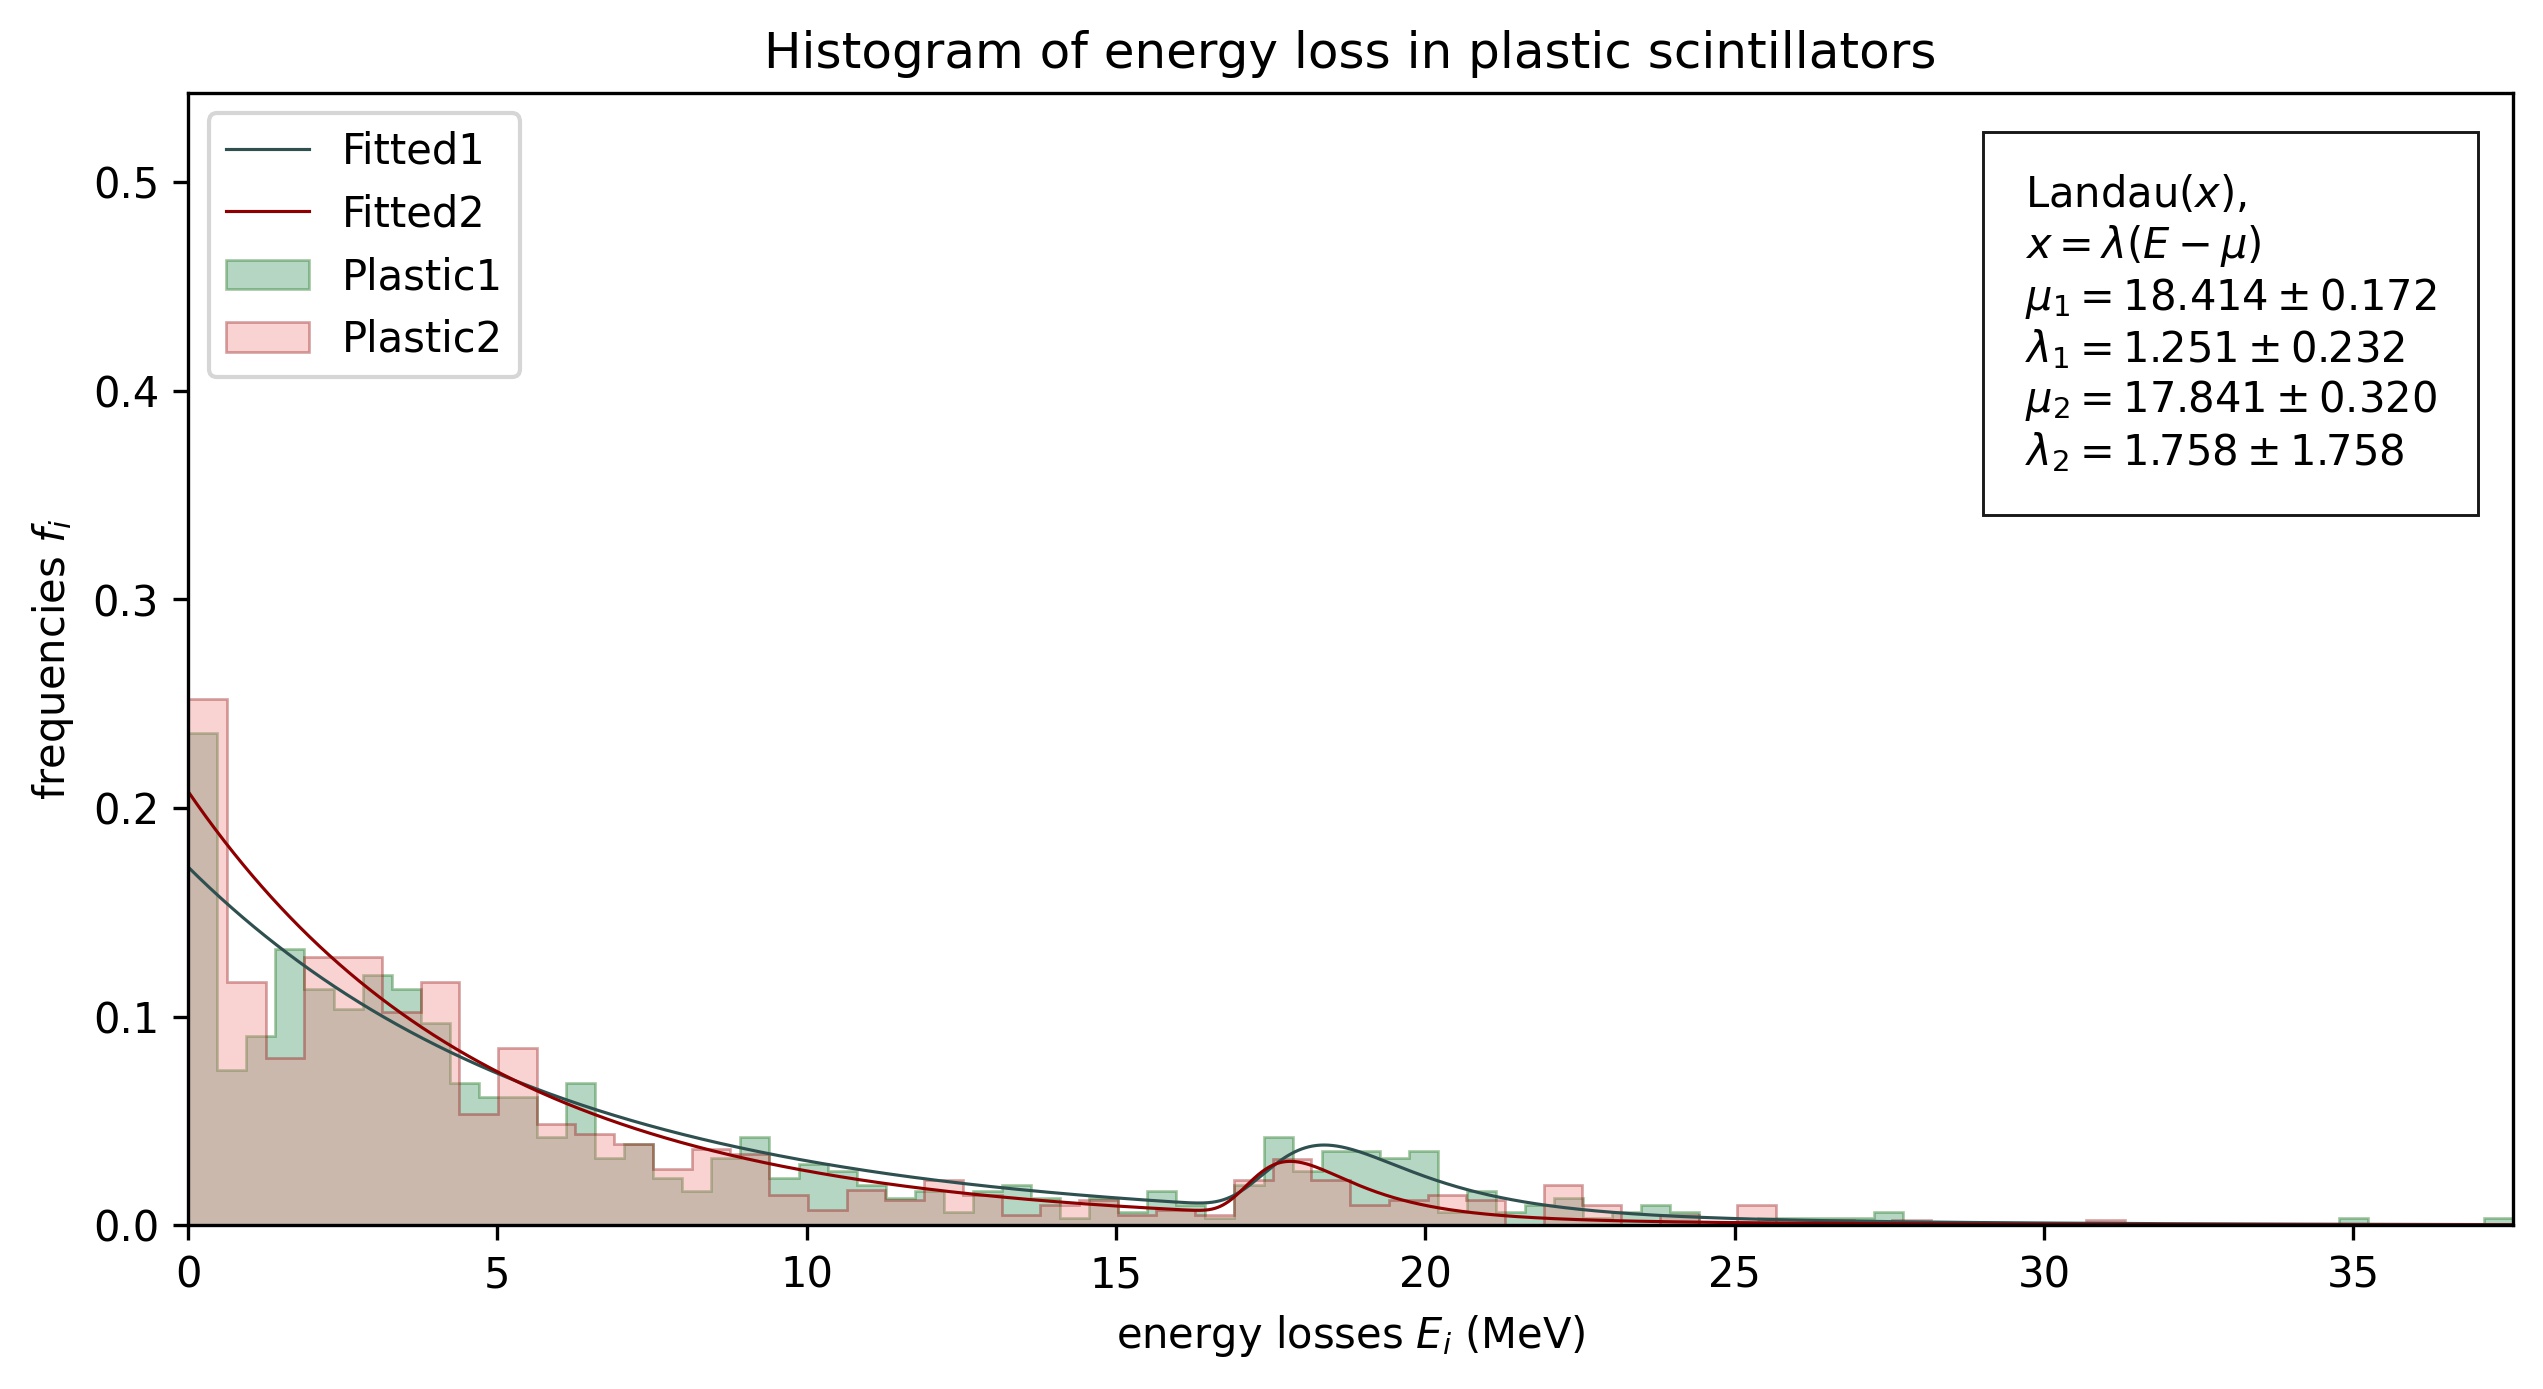 Histogram of energy loss in plastic scintillators
Fitted1
Fitted2
Plastic1
Plastic2
Landau(x),
x = λ(E − μ)
μ₁ = 18.414 ± 0.172
λ₁ = 1.251 ± 0.232
μ₂ = 17.841 ± 0.320
λ₂ = 1.758 ± 1.758
frequencies fᵢ
0.5
0.4
0.3
0.2
0.1
0.0
0 5 10 15 20 25 30 35
energy losses Eᵢ (MeV)